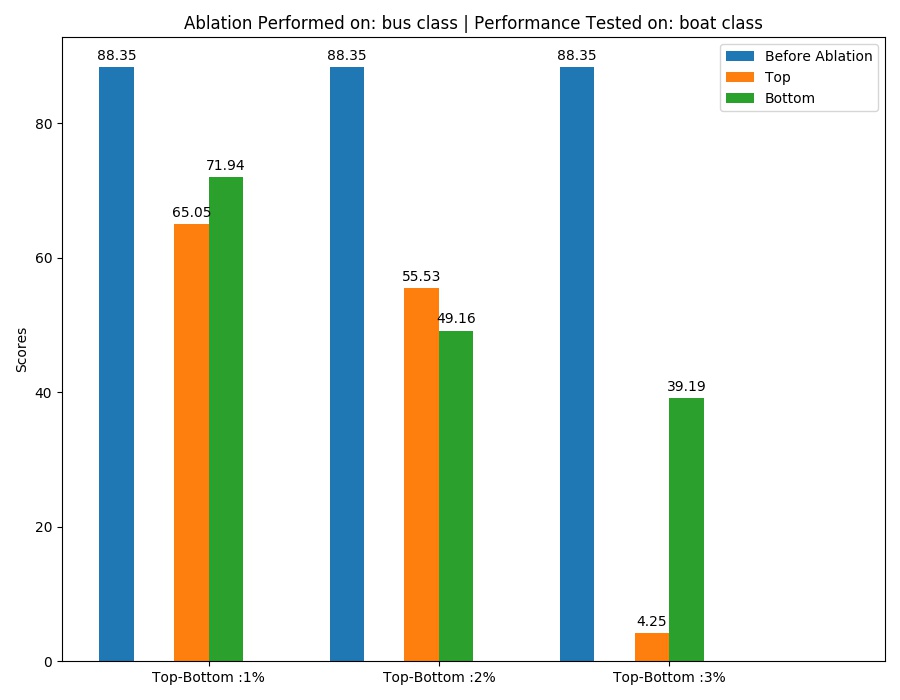 Ablation Performed on: bus class | Performance Tested on: boat class
Before Ablation
Top
Bottom
88.35
65.05
71.94
88.35
55.53
49.16
88.35
4.25
39.19
Scores
80
60
40
20
0
Top-Bottom :1%
Top-Bottom :2%
Top-Bottom :3%